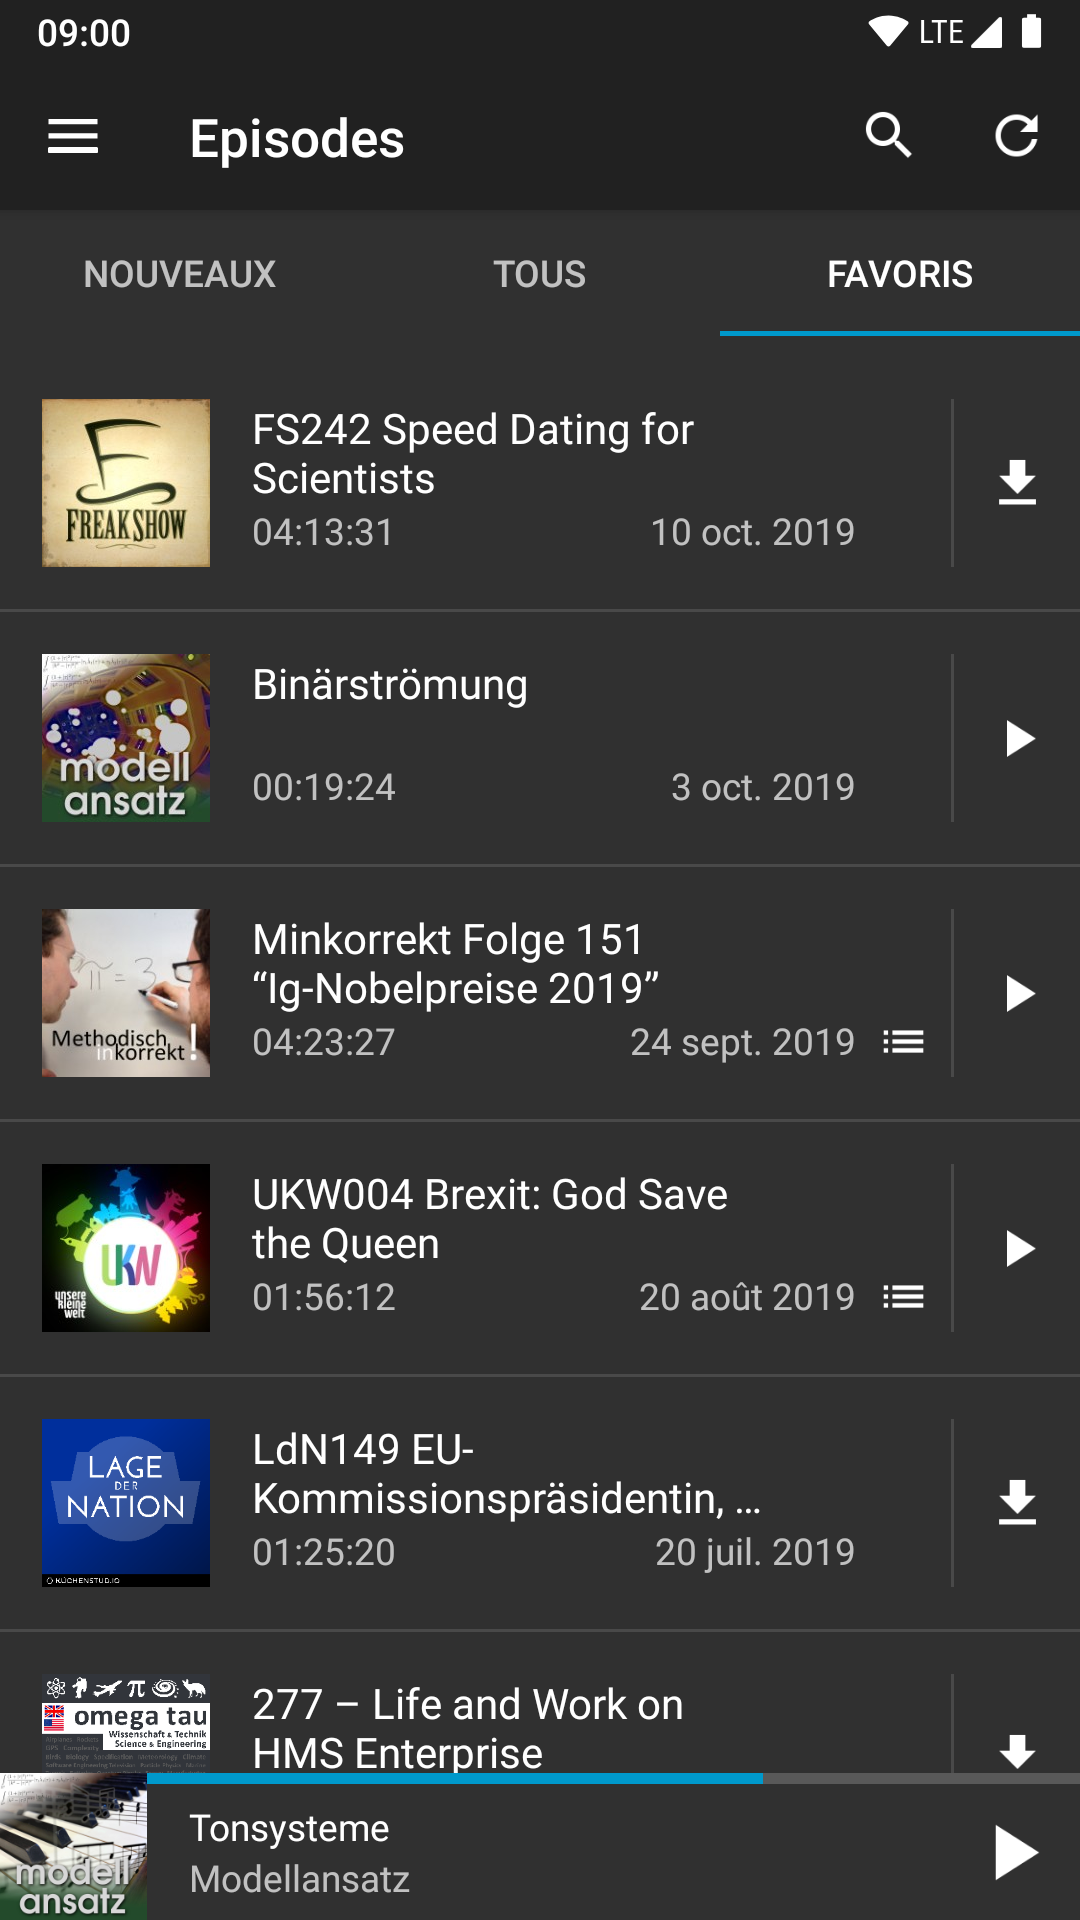 09:00
LTE
Episodes
NOUVEAUX
TOUS
FAVORIS
FREAK SHOW
FS242 Speed Dating for
Scientists
04:13:31
10 oct. 2019
modell
ansatz
Binärströmung
00:19:24
3 oct. 2019
π = 3
Methodisch
inkorrekt!
Minkorrekt Folge 151
“Ig-Nobelpreise 2019”
04:23:27
24 sept. 2019
UKW
unsere
kleine
welt
UKW004 Brexit: God Save
the Queen
01:56:12
20 août 2019
LAGE
DER
NATION
KÜCHENSTUD.IO
LdN149 EU-
Kommissionspräsidentin, …
01:25:20
20 juil. 2019
omega tau
Wissenschaft & Technik
Science & Engineering
277 – Life and Work on
HMS Enterprise
modell
ansatz
Tonsysteme
Modellansatz